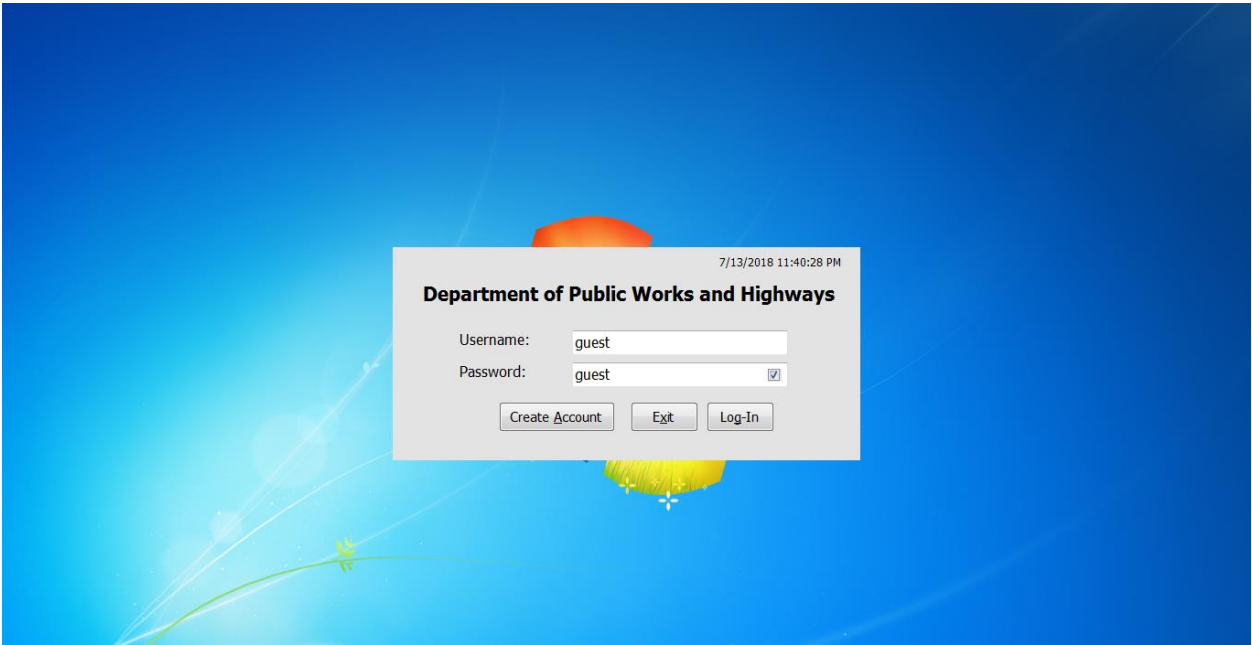 7/13/2018 11:40:28 PM
Department of Public Works and Highways
Username: guest
Password: guest
Create Account Exit Log-In